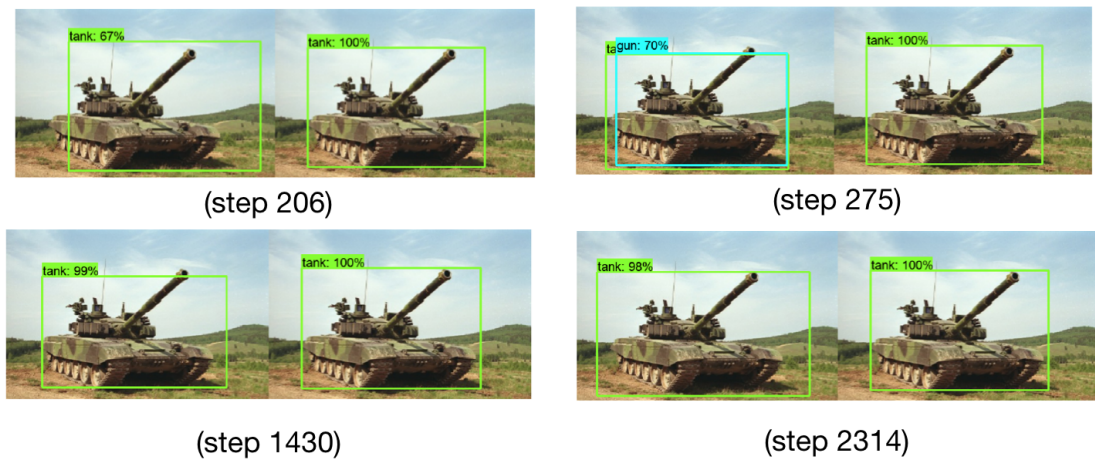 tank: 67%
tank: 100%
(step 206)
gun: 70%
tank: 100%
(step 275)
tank: 99%
tank: 100%
(step 1430)
tank: 98%
tank: 100%
(step 2314)